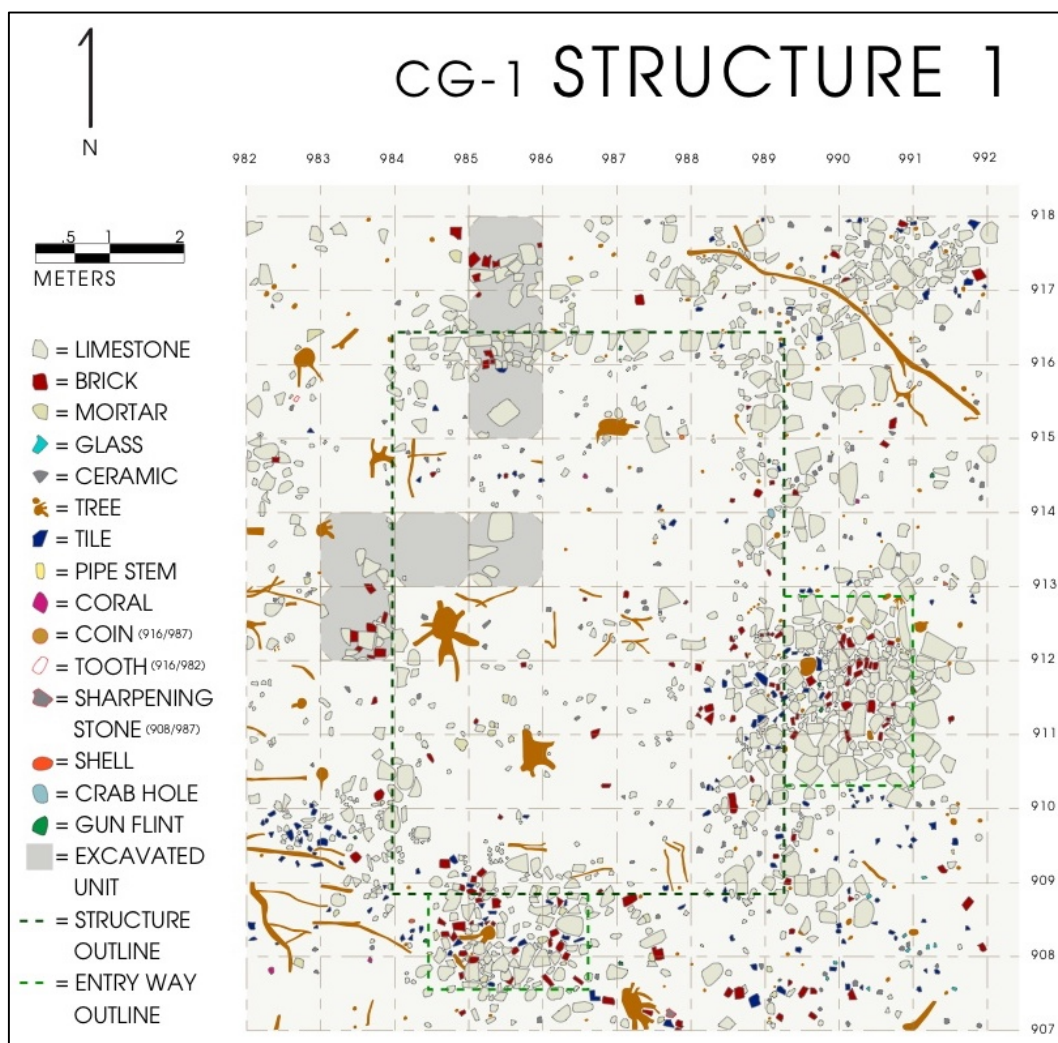 CG-1 STRUCTURE 1
N
982 983 984 985 986 987 988 989 990 991 992
.5 1 2
METERS
= LIMESTONE
= BRICK
= MORTAR
= GLASS
= CERAMIC
= TREE
= TILE
= PIPE STEM
= CORAL
= COIN (916/987)
= TOOTH (916/982)
= SHARPENING
STONE (908/987)
= SHELL
= CRAB HOLE
= GUN FLINT
= EXCAVATED
UNIT
= STRUCTURE
OUTLINE
= ENTRY WAY
OUTLINE
918
917
916
915
914
913
912
911
910
909
908
907